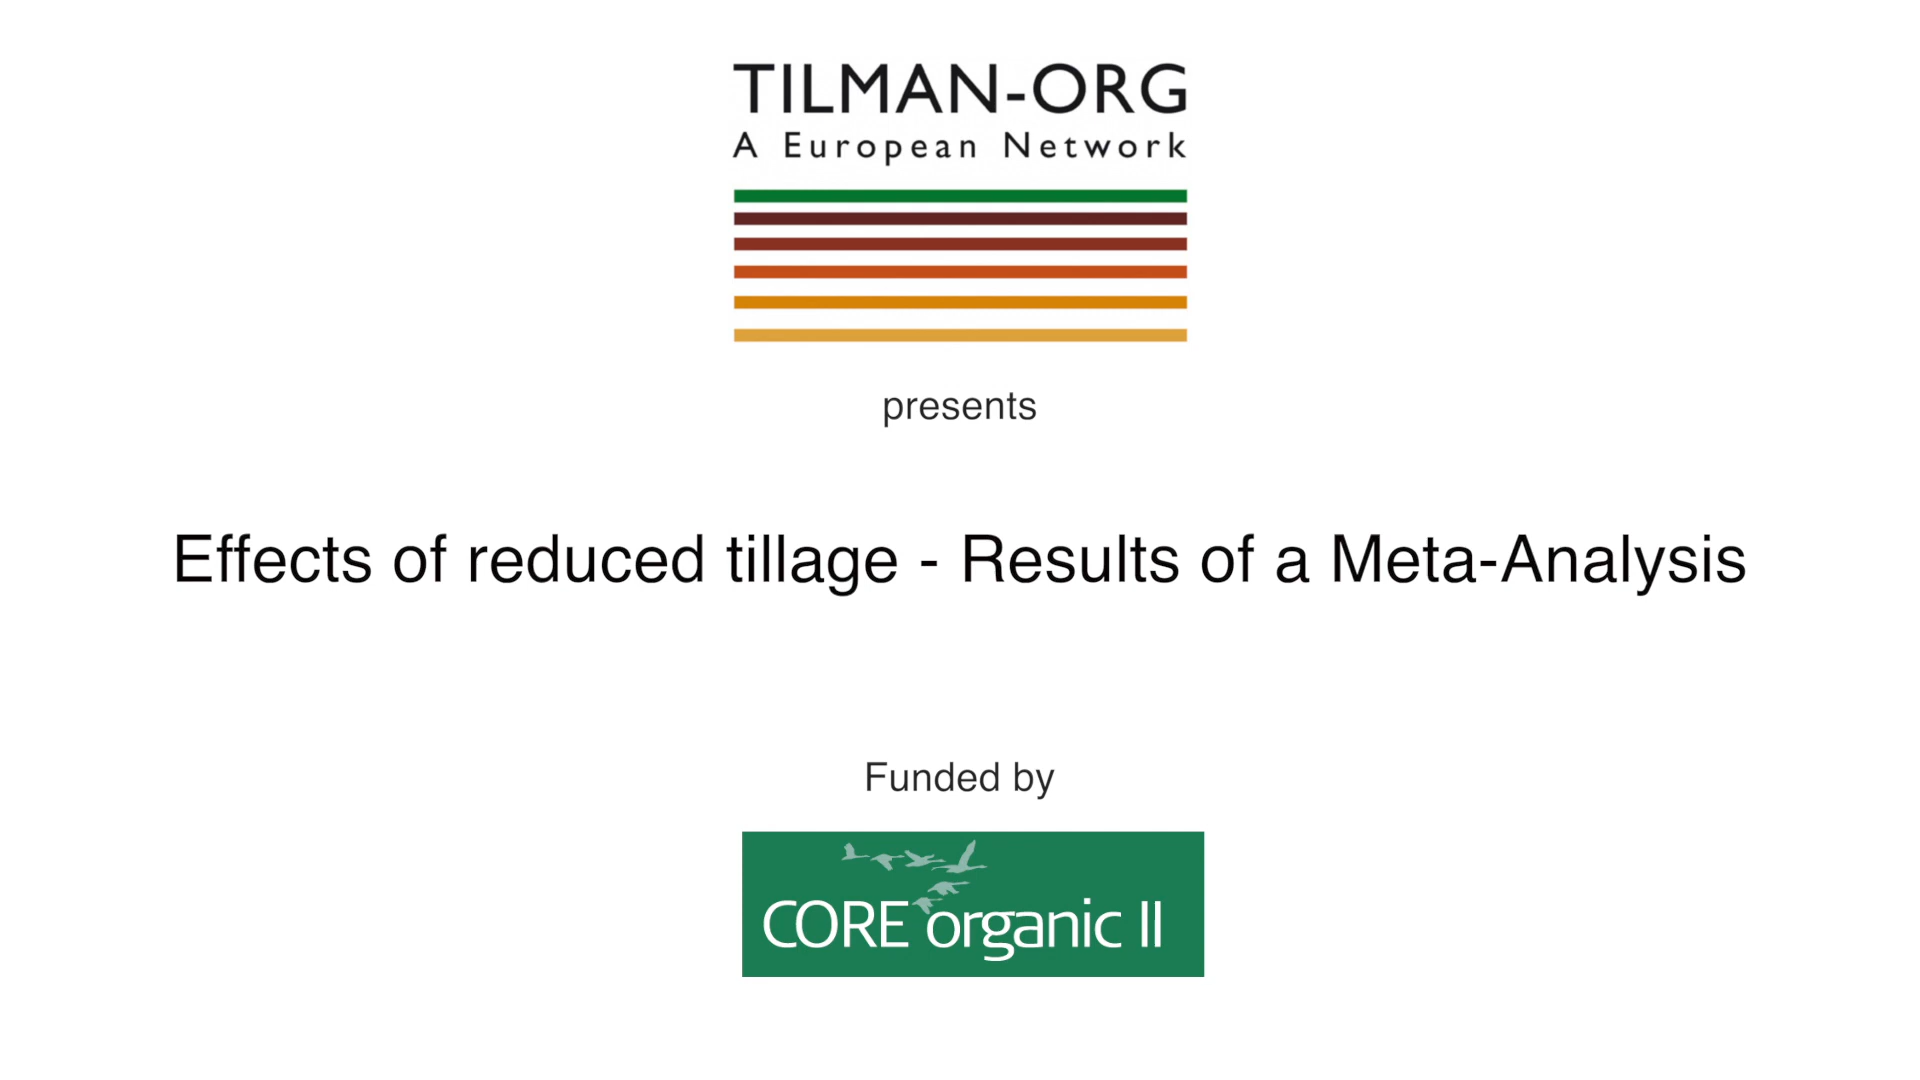 TILMAN-ORG
A European Network
presents
Effects of reduced tillage - Results of a Meta-Analysis
Funded by
CORE organic II